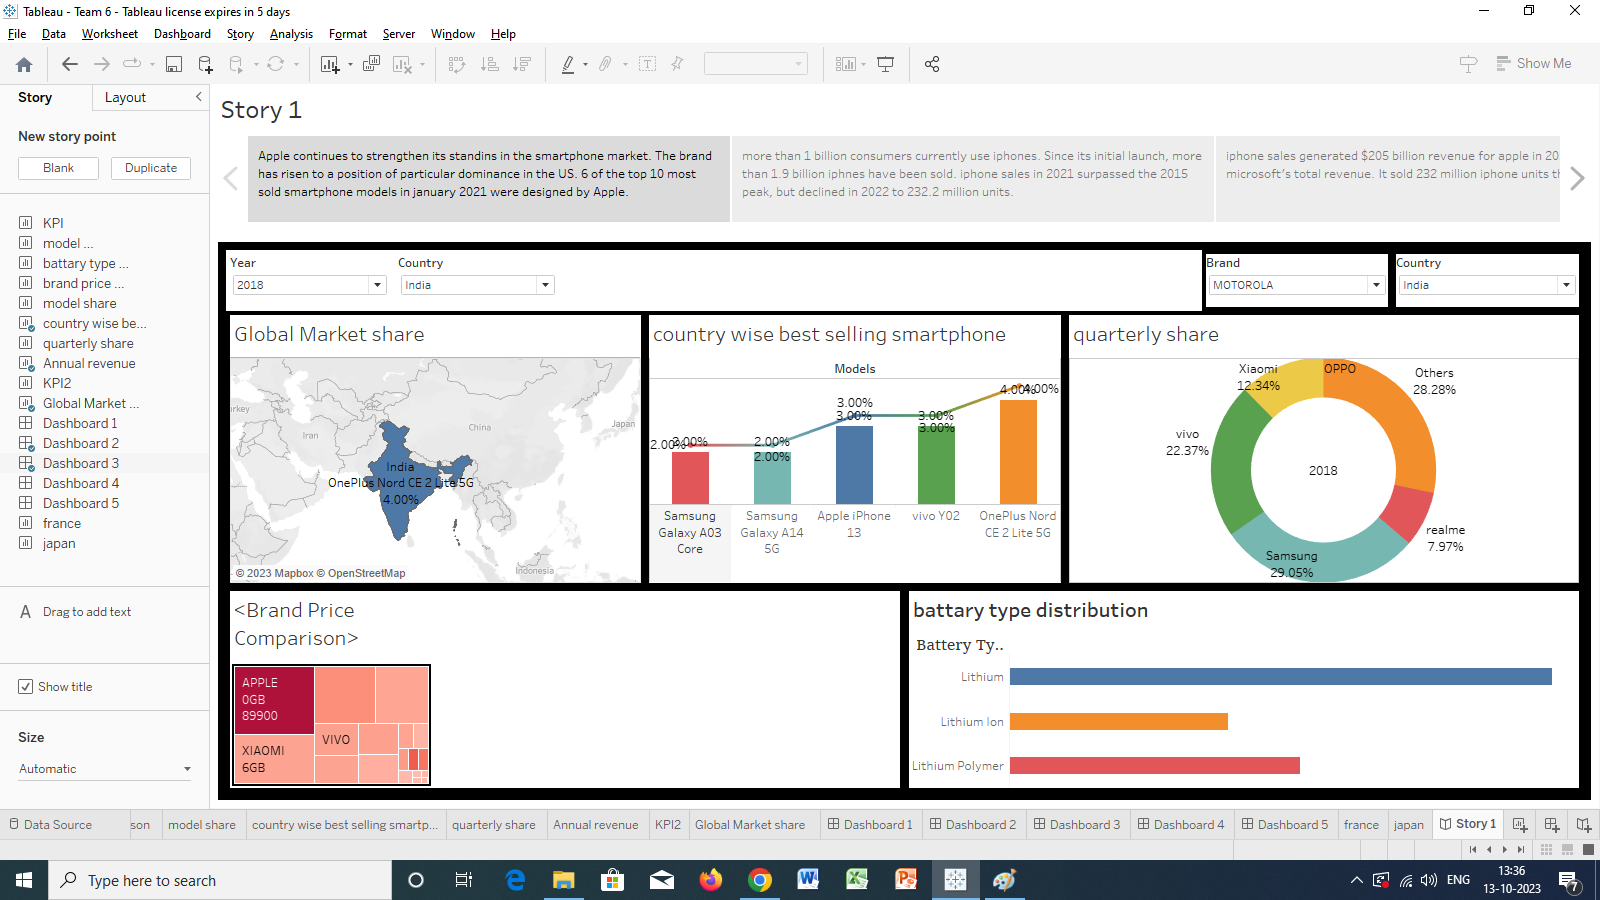 Tableau - Team 6 - Tableau license expires in 5 days
File Data Worksheet Dashboard Story Analysis Format Server Window Help
Show Me
Story Layout
New story point
Blank Duplicate
KPI
model ...
battary type ...
brand price ...
model share
country wise be...
quarterly share
Annual revenue
KPI2
Global Market ...
Dashboard 1
Dashboard 2
Dashboard 3
Dashboard 4
Dashboard 5
france
japan
A Drag to add text
Show title
Size
Automatic
Story 1
Apple continues to strengthen its standins in the smartphone market. The brand
has risen to a position of particular dominance in the US. 6 of the top 10 most
sold smartphone models in january 2021 were designed by Apple.
more than 1 billion consumers currently use iphones. Since its initial launch, more
than 1.9 billion iphnes have been sold. iphone sales in 2021 surpassed the 2015
peak, but declined in 2022 to 232.2 million units.
iphone sales generated $205 billion revenue for apple in 20
microsoft's total revenue. It sold 232 million iphone units th
Year Country
2018 India
Brand Country
MOTOROLA India
Global Market share
urkey
Iran
China
Japan
India
OnePlus Nord CE 2 Lite 5G
4.00%
Indonesia
© 2023 Mapbox © OpenStreetMap
country wise best selling smartphone
Models
2.00% 3.00%
2.00%
2.00%
3.00%
3.00%
3.00%
3.00%
4.00% 4.00%
Samsung
Galaxy A03
Core
Samsung
Galaxy A14
5G
Apple iPhone
13
vivo Y02
OnePlus Nord
CE 2 Lite 5G
quarterly share
Xiaomi
12.34%
OPPO
Others
28.28%
vivo
22.37%
2018
realme
7.97%
Samsung
29.05%
<Brand Price
Comparison>
APPLE
0GB
89900
XIAOMI
6GB
VIVO
battary type distribution
Battery Ty..
Lithium
Lithium Ion
Lithium Polymer
Data Source son model share country wise best selling smartp... quarterly share Annual revenue KPI2 Global Market share Dashboard 1 Dashboard 2 Dashboard 3 Dashboard 4 Dashboard 5 france japan Story 1
Type here to search
ENG
13:36
13-10-2023
7